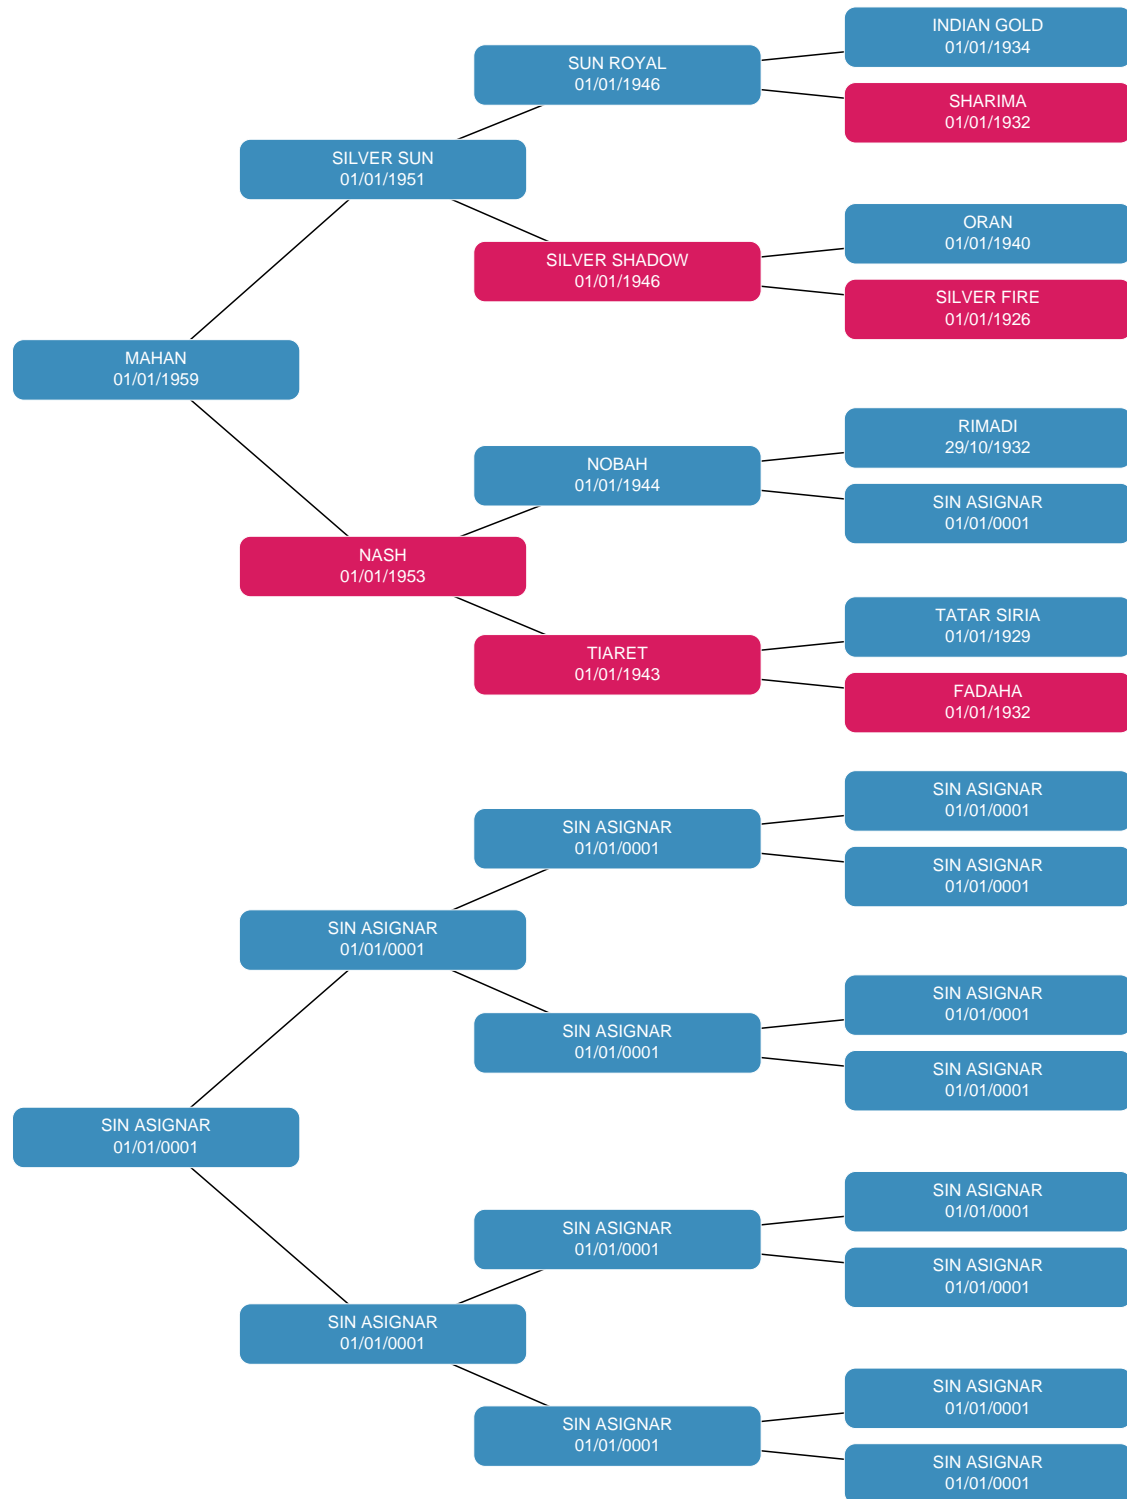 INDIAN GOLD
01/01/1934
SUN ROYAL
01/01/1946
SHARIMA
01/01/1932
SILVER SUN
01/01/1951
ORAN
01/01/1940
SILVER SHADOW
01/01/1946
SILVER FIRE
01/01/1926
MAHAN
01/01/1959
RIMADI
29/10/1932
NOBAH
01/01/1944
SIN ASIGNAR
01/01/0001
NASH
01/01/1953
TATAR SIRIA
01/01/1929
TIARET
01/01/1943
FADAHA
01/01/1932
SIN ASIGNAR
01/01/0001
SIN ASIGNAR
01/01/0001
SIN ASIGNAR
01/01/0001
SIN ASIGNAR
01/01/0001
SIN ASIGNAR
01/01/0001
SIN ASIGNAR
01/01/0001
SIN ASIGNAR
01/01/0001
SIN ASIGNAR
01/01/0001
SIN ASIGNAR
01/01/0001
SIN ASIGNAR
01/01/0001
SIN ASIGNAR
01/01/0001
SIN ASIGNAR
01/01/0001
SIN ASIGNAR
01/01/0001
SIN ASIGNAR
01/01/0001
SIN ASIGNAR
01/01/0001